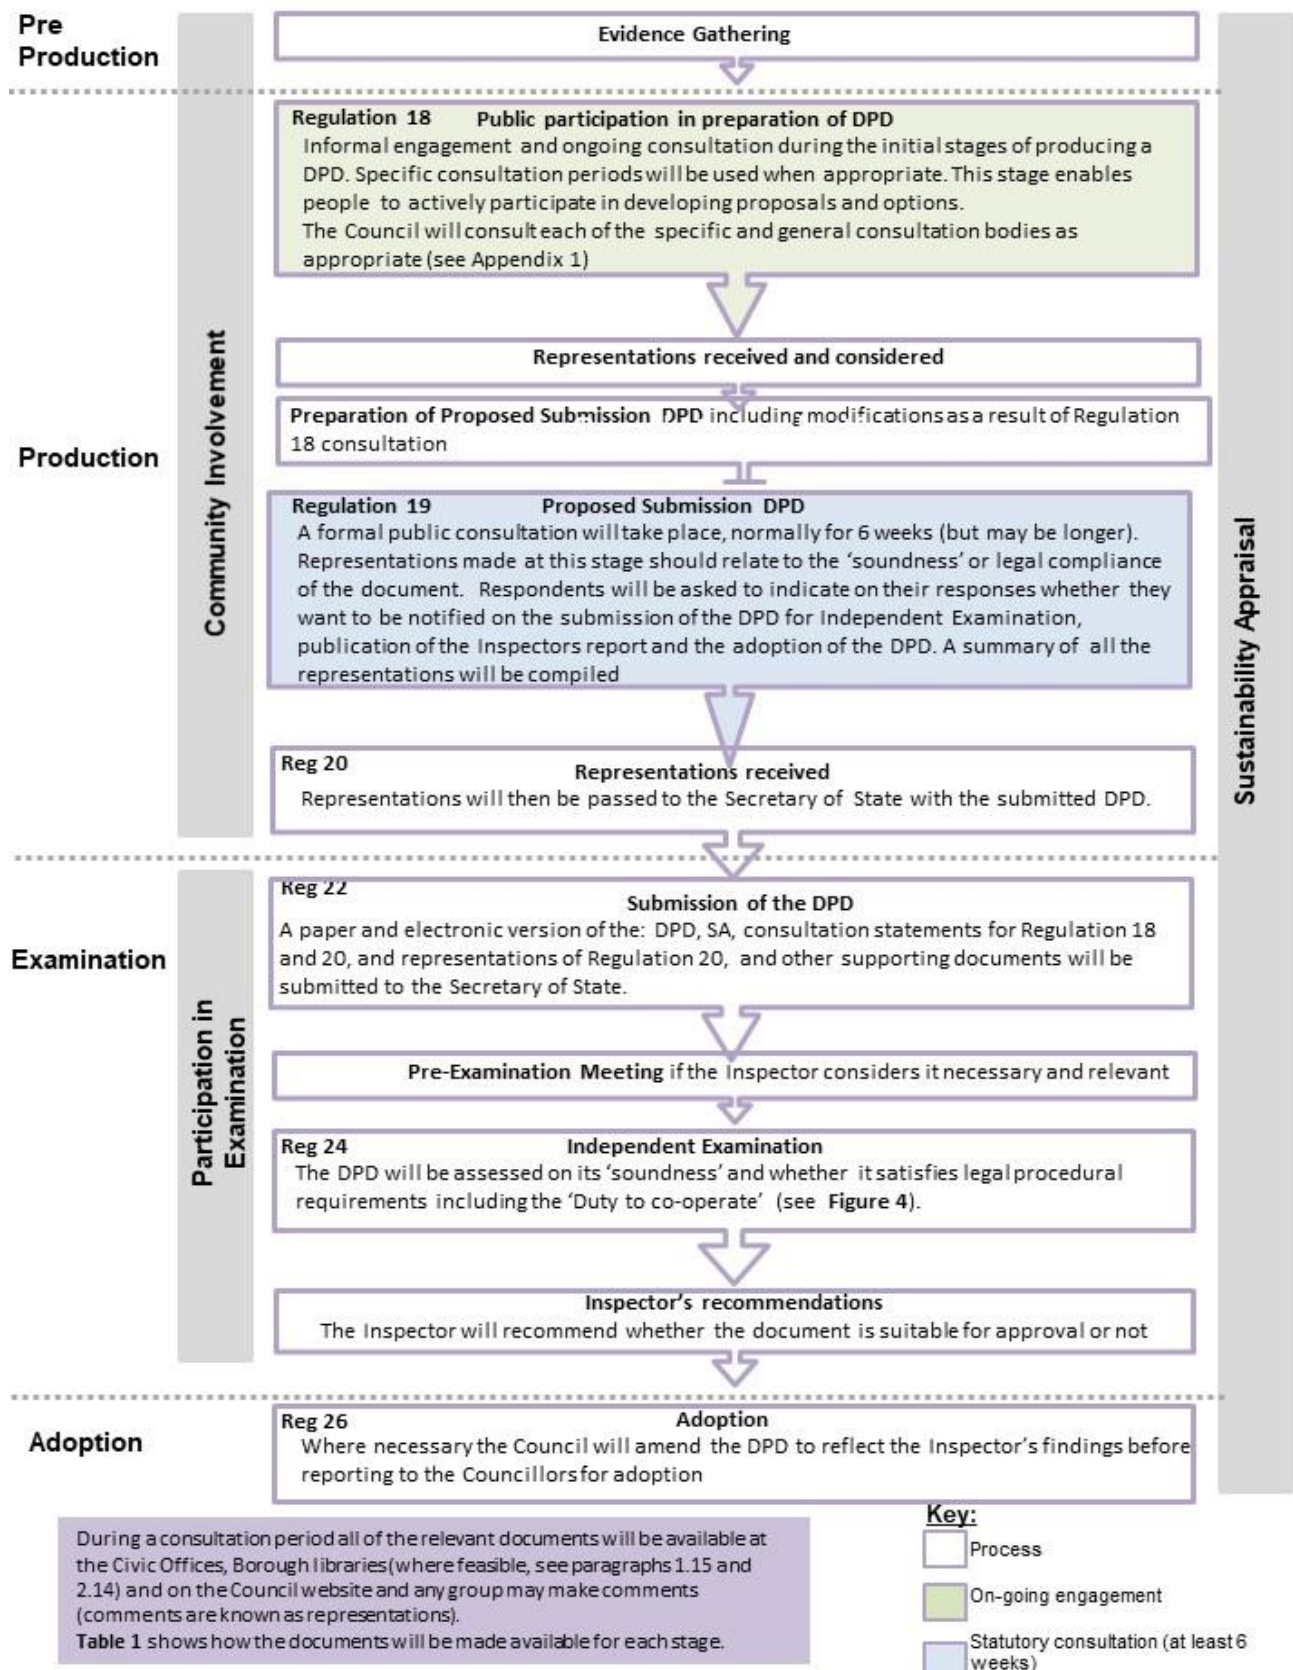 Pre
Production
Evidence Gathering
Regulation 18 Public participation in preparation of DPD
Informal engagement and ongoing consultation during the initial stages of producing a
DPD. Specific consultation periods will be used when appropriate. This stage enables
people to actively participate in developing proposals and options.
The Council will consult each of the specific and general consultation bodies as
appropriate (see Appendix 1)
Representations received and considered
Preparation of Proposed Submission DPD including modifications as a result of Regulation
18 consultation
Production
Community Involvement
Regulation 19 Proposed Submission DPD
A formal public consultation will take place, normally for 6 weeks (but may be longer).
Representations made at this stage should relate to the ‘soundness’ or legal compliance
of the document. Respondents will be asked to indicate on their responses whether they
want to be notified on the submission of the DPD for Independent Examination,
publication of the Inspectors report and the adoption of the DPD. A summary of all the
representations will be compiled
Sustainability Appraisal
Reg 20
Representations received
Representations will then be passed to the Secretary of State with the submitted DPD.
Reg 22
Submission of the DPD
A paper and electronic version of the: DPD, SA, consultation statements for Regulation 18
and 20, and representations of Regulation 20, and other supporting documents will be
submitted to the Secretary of State.
Examination
Participation in
Examination
Pre-Examination Meeting if the Inspector considers it necessary and relevant
Reg 24 Independent Examination
The DPD will be assessed on its ‘soundness’ and whether it satisfies legal procedural
requirements including the ‘Duty to co-operate’ (see Figure 4).
Inspector’s recommendations
The Inspector will recommend whether the document is suitable for approval or not
Adoption
Reg 26 Adoption
Where necessary the Council will amend the DPD to reflect the Inspector’s findings before
reporting to the Councillors for adoption
During a consultation period all of the relevant documents will be available at
the Civic Offices, Borough libraries (where feasible, see paragraphs 1.15 and
2.14) and on the Council website and any group may make comments
(comments are known as representations).
Table 1 shows how the documents will be made available for each stage.
Key:
Process
On-going engagement
Statutory consultation (at least 6
weeks)